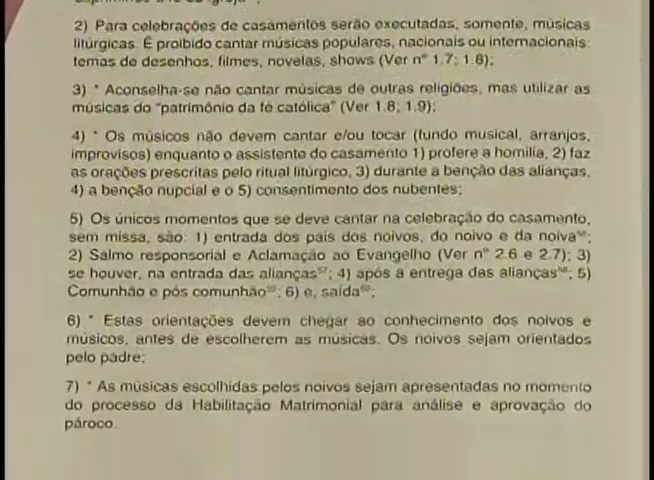 2) Para celebrações de casamentos serão executadas, somente, músicas
litúrgicas. É proibido cantar músicas populares, nacionais ou internacionais:
temas de desenhos, filmes, novelas, shows (Ver nº 1.7; 1.8);
3) * Aconselha-se não cantar músicas de outras religiões, mas utilizar as
músicas do "patrimônio da fé católica" (Ver 1.8; 1.9);
4) * Os músicos não devem cantar e/ou tocar (fundo musical, arranjos,
improvisos) enquanto o assistente do casamento 1) profere a homilia, 2) faz
as orações prescritas pelo ritual litúrgico, 3) durante a benção das alianças,
4) a benção nupcial e o 5) consentimento dos nubentes;
5) Os únicos momentos que se deve cantar na celebração do casamento,
sem missa, são: 1) entrada dos pais dos noivos, do noivo e da noiva;
2) Salmo responsorial e Aclamação ao Evangelho (Ver nº 2.6 e 2.7); 3)
se houver, na entrada das alianças; 4) após a entrega das alianças; 5)
Comunhão e pós comunhão; 6) e, saída;
6) * Estas orientações devem chegar ao conhecimento dos noivos e
músicos, antes de escolherem as músicas. Os noivos sejam orientados
pelo padre;
7) * As músicas escolhidas pelos noivos sejam apresentadas no momento
do processo da Habilitação Matrimonial para análise e aprovação do
pároco.